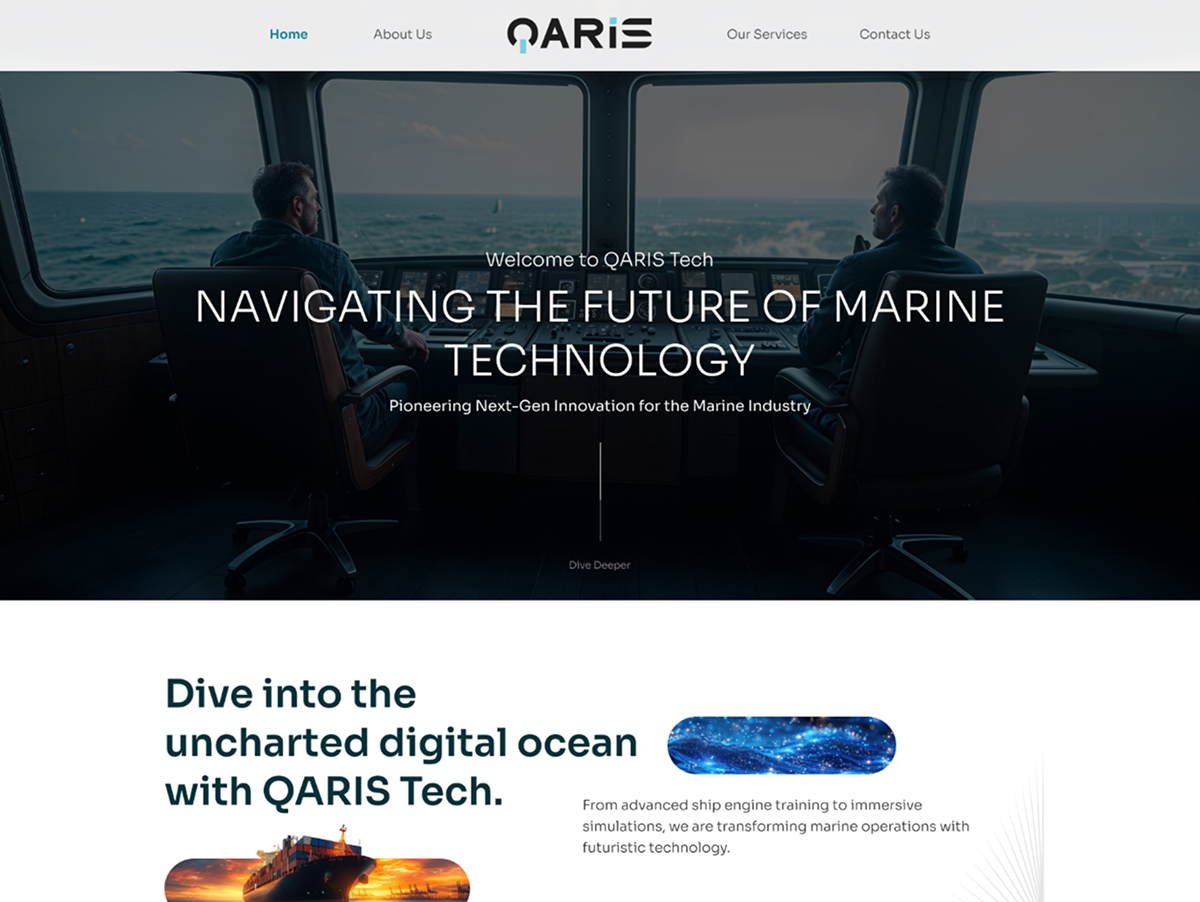 Home
About Us
QARiS
Our Services
Contact Us
Welcome to QARIS Tech
NAVIGATING THE FUTURE OF MARINE
TECHNOLOGY
Pioneering Next-Gen Innovation for the Marine Industry
Dive Deeper
Dive into the
uncharted digital ocean
with QARIS Tech.
From advanced ship engine training to immersive
simulations, we are transforming marine operations with
futuristic technology.